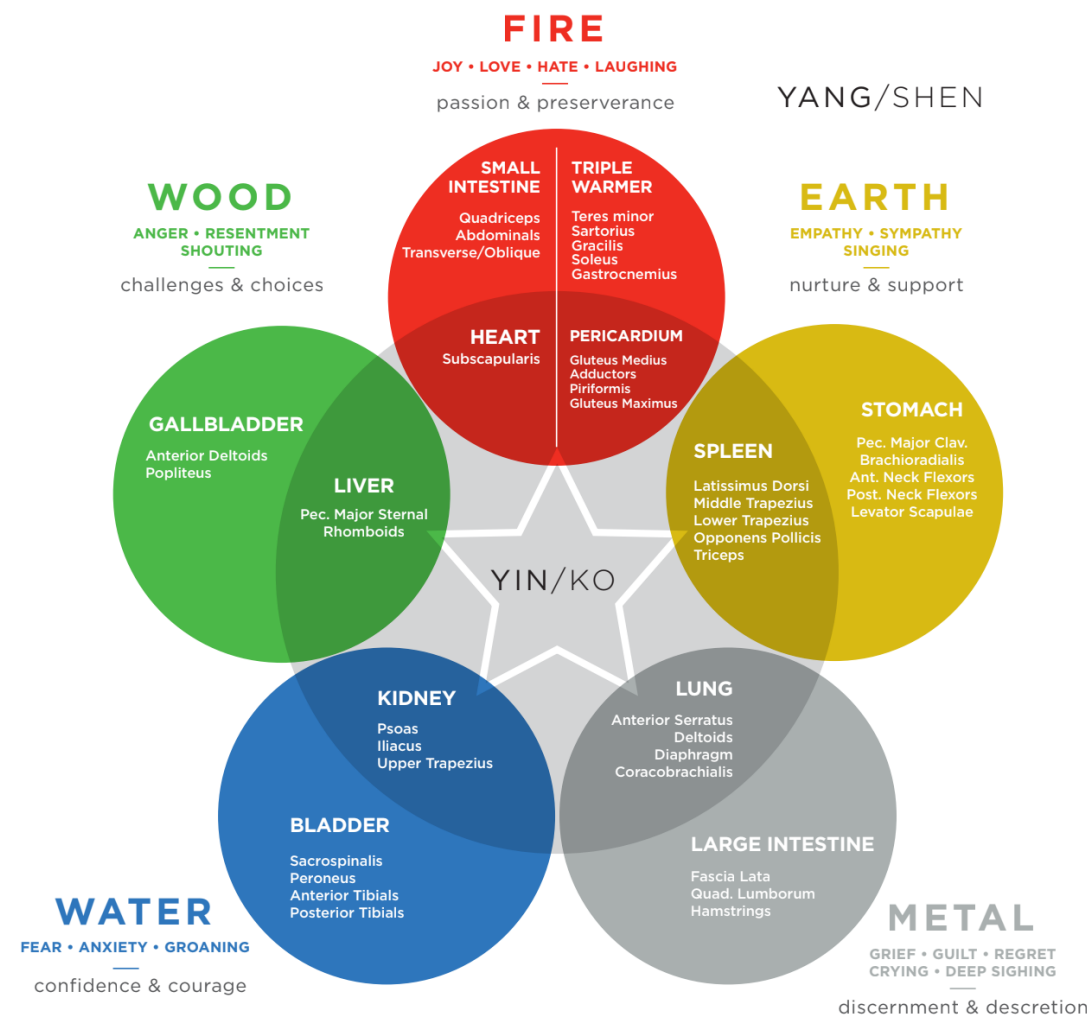 FIRE
JOY • LOVE • HATE • LAUGHING
passion & preserverance
YANG/SHEN
WOOD
ANGER • RESENTMENT
SHOUTING
challenges & choices
EARTH
EMPATHY • SYMPATHY
SINGING
nurture & support
SMALL
INTESTINE
Quadriceps
Abdominals
Transverse/Oblique
TRIPLE
WARMER
Teres minor
Sartorius
Gracilis
Soleus
Gastrocnemius
HEART
Subscapularis
PERICARDIUM
Gluteus Medius
Adductors
Piriformis
Gluteus Maximus
GALLBLADDER
Anterior Deltoids
Popliteus
LIVER
Pec. Major Sternal
Rhomboids
SPLEEN
Latissimus Dorsi
Middle Trapezius
Lower Trapezius
Opponens Pollicis
Triceps
STOMACH
Pec. Major Clav.
Brachioradialis
Ant. Neck Flexors
Post. Neck Flexors
Levator Scapulae
YIN/KO
KIDNEY
Psoas
Iliacus
Upper Trapezius
BLADDER
Sacrospinalis
Peroneus
Anterior Tibials
Posterior Tibials
LUNG
Anterior Serratus
Deltoids
Diaphragm
Coracobrachialis
LARGE INTESTINE
Fascia Lata
Quad. Lumborum
Hamstrings
WATER
FEAR • ANXIETY • GROANING
confidence & courage
METAL
GRIEF • GUILT • REGRET
CRYING • DEEP SIGHING
discernment & descretion